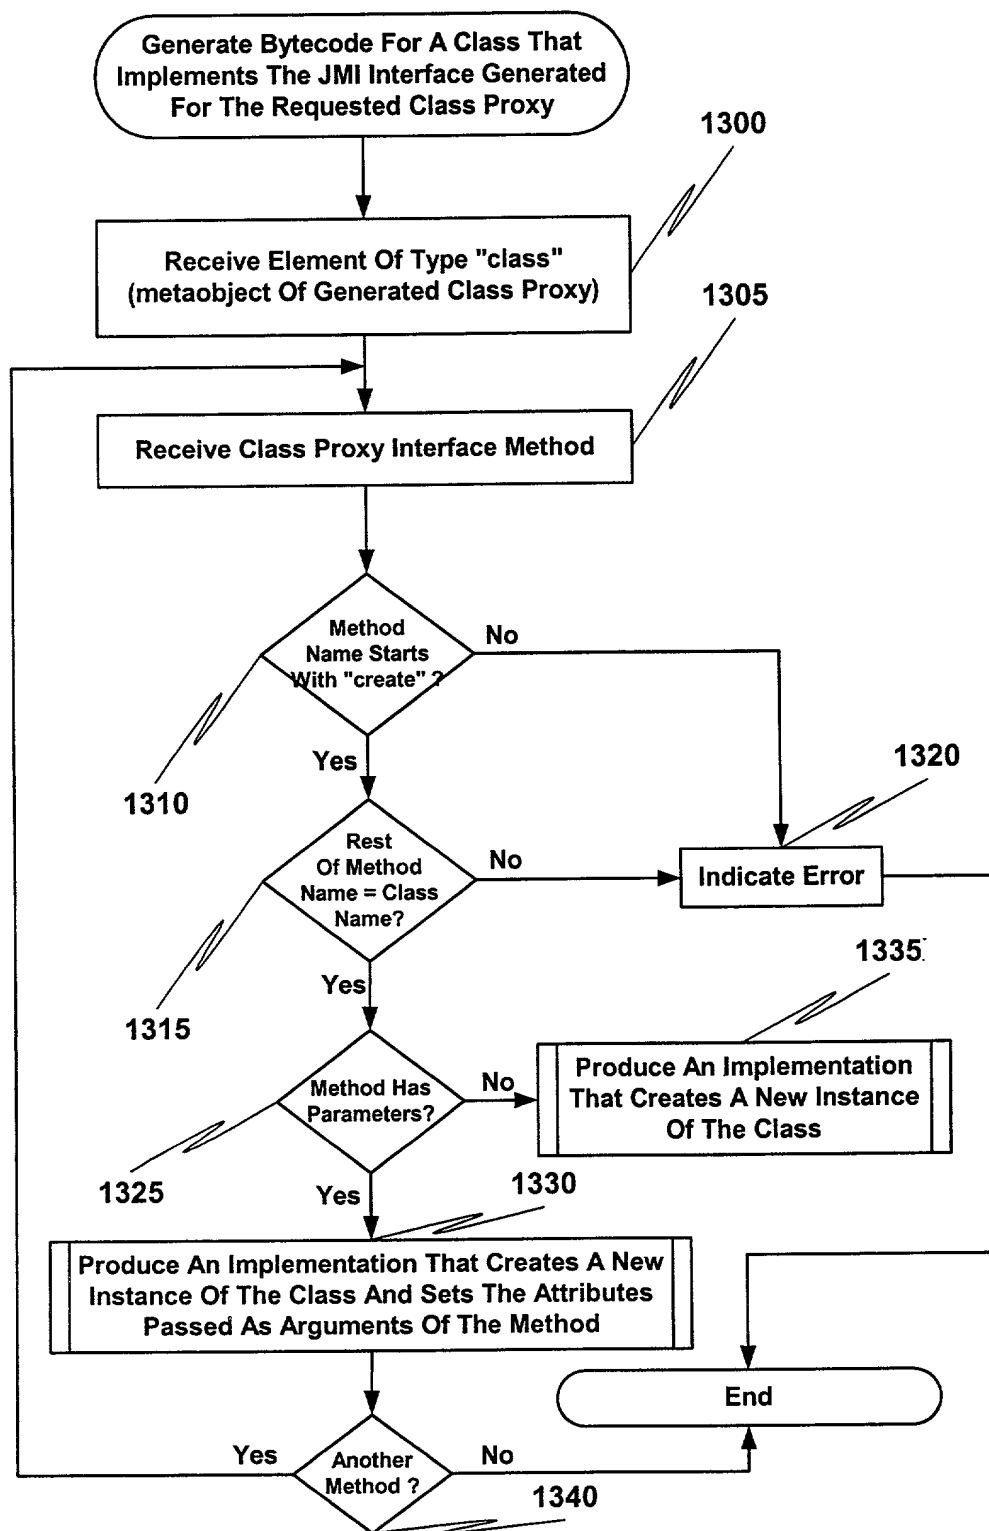 Generate Bytecode For A Class That
Implements The JMI Interface Generated
For The Requested Class Proxy
1300
Receive Element Of Type "class"
(metaobject Of Generated Class Proxy)
1305
Receive Class Proxy Interface Method
Method
Name Starts
With "create" ?
No
Yes
1310
1320
Rest
Of Method
Name = Class
Name?
No
Indicate Error
Yes
1315
1335
Method Has
Parameters?
No
Produce An Implementation
That Creates A New Instance
Of The Class
1325
Yes
1330
Produce An Implementation That Creates A New
Instance Of The Class And Sets The Attributes
Passed As Arguments Of The Method
End
Yes
Another
Method ?
No
1340